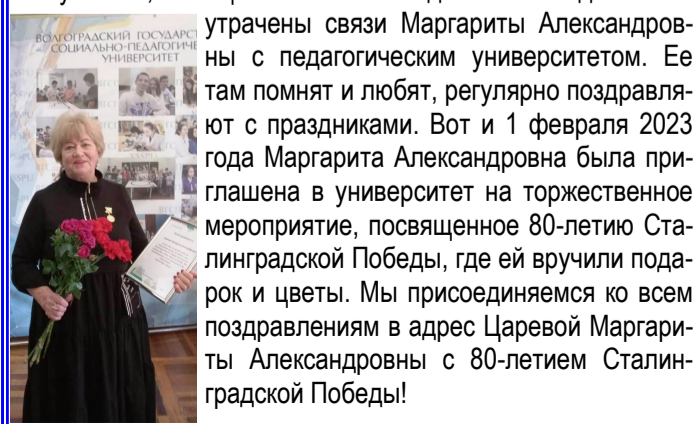 утрачены связи Маргариты Александров-
ны с педагогическим университетом. Ее
там помнят и любят, регулярно поздравля-
ют с праздниками. Вот и 1 февраля 2023
года Маргарита Александровна была при-
глашена в университет на торжественное
мероприятие, посвященное 80-летию Ста-
линградской Победы, где ей вручили пода-
рок и цветы. Мы присоединяемся ко всем
поздравлениям в адрес Царевой Маргари-
ты Александровны с 80-летием Сталин-
градской Победы!
ВОЛГОГРАДСКИЙ ГОСУДАРСТ
СОЦИАЛЬНО-ПЕДАГОГИЧЕ
УНИВЕРСИТЕТ